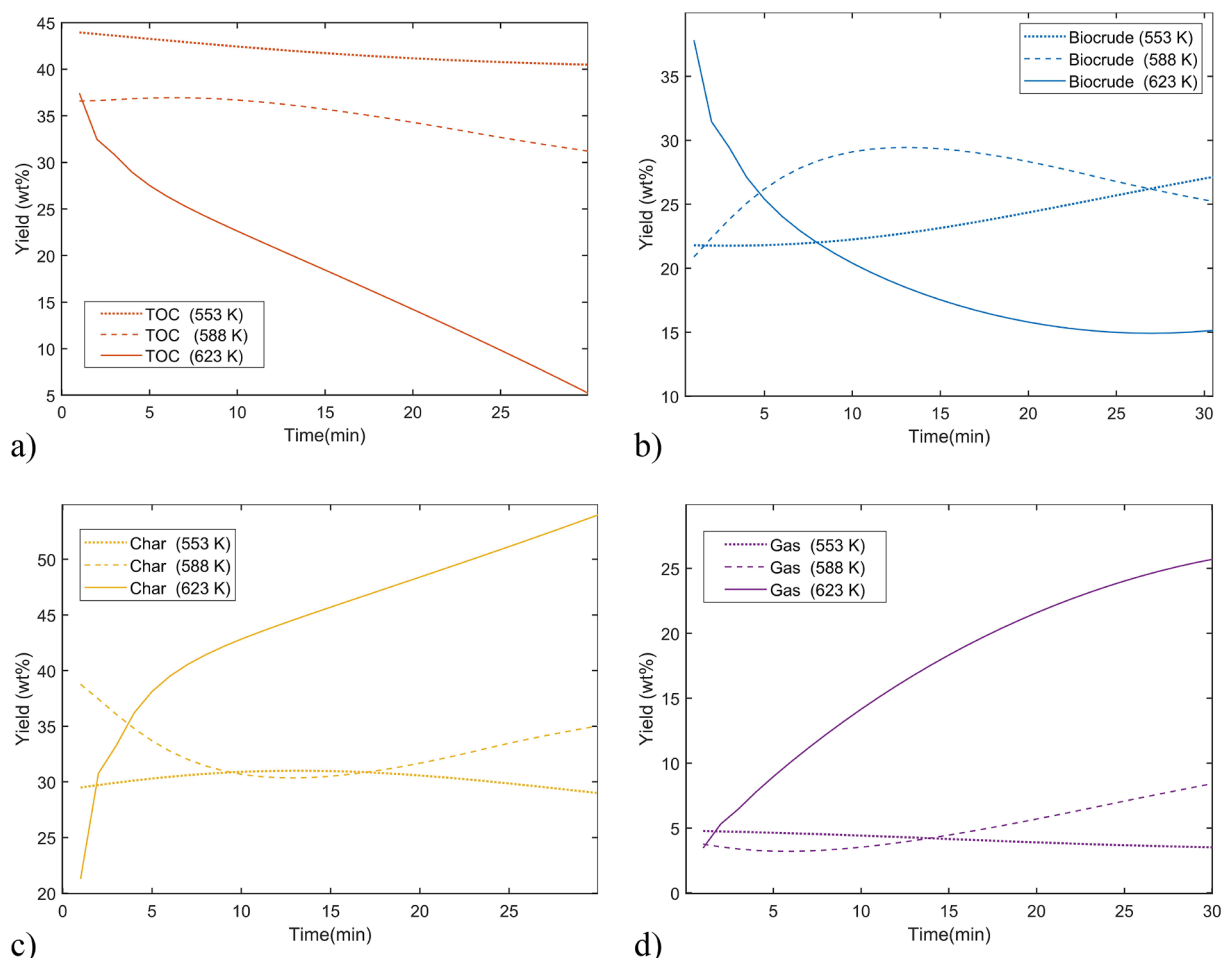 45
40
35
30
25
20
15
10
5
Yield (wt%)
TOC (553 K)
TOC (588 K)
TOC (623 K)
0 5 10 15 20 25
Time(min)
a)
35
30
25
20
15
10
Yield (wt%)
Biocrude (553 K)
Biocrude (588 K)
Biocrude (623 K)
5 10 15 20 25 30
Time(min)
b)
50
45
40
35
30
25
20
Yield (wt%)
Char (553 K)
Char (588 K)
Char (623 K)
0 5 10 15 20 25
Time(min)
c)
25
20
15
10
5
0
Yield (wt%)
Gas (553 K)
Gas (588 K)
Gas (623 K)
5 10 15 20 25 30
Time(min)
d)